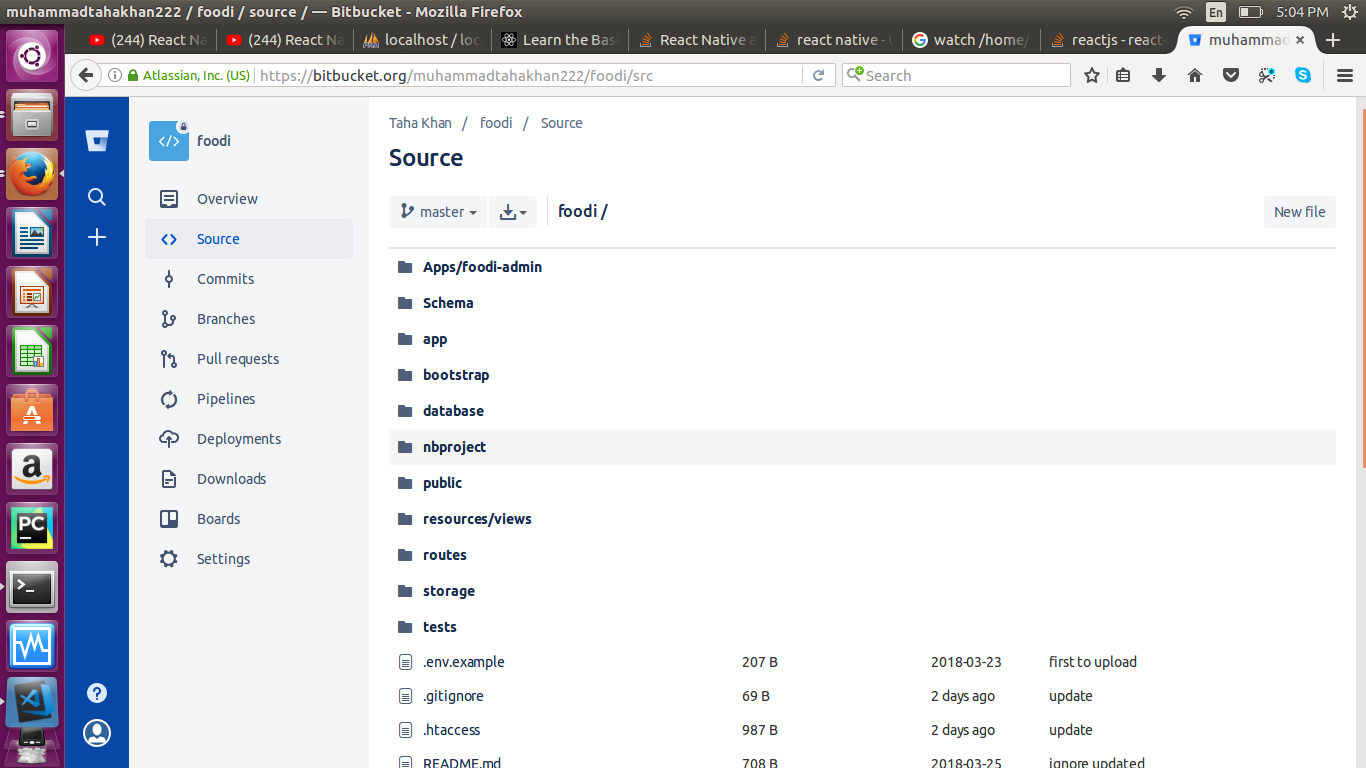 muhammadtahakhan222 / foodi / source / — Bitbucket - Mozilla Firefox
En
5:04 PM
(244) React Na
(244) React Na
localhost / loc
Learn the Bas
React Native a
react native -
watch /home/
reactjs - react-
muhammad
Atlassian, Inc. (US)
https://bitbucket.org/muhammadtahakhan222/foodi/src
Search
foodi
Overview
Source
Commits
Branches
Pull requests
Pipelines
Deployments
Downloads
Boards
Settings
Taha Khan / foodi / Source
Source
master
foodi /
New file
Apps/foodi-admin
Schema
app
bootstrap
database
nbproject
public
resources/views
routes
storage
tests
.env.example 207 B 2018-03-23 first to upload
.gitignore 69 B 2 days ago update
.htaccess 987 B 2 days ago update
README.md 708 B 2018-03-25 ignore updated
PC